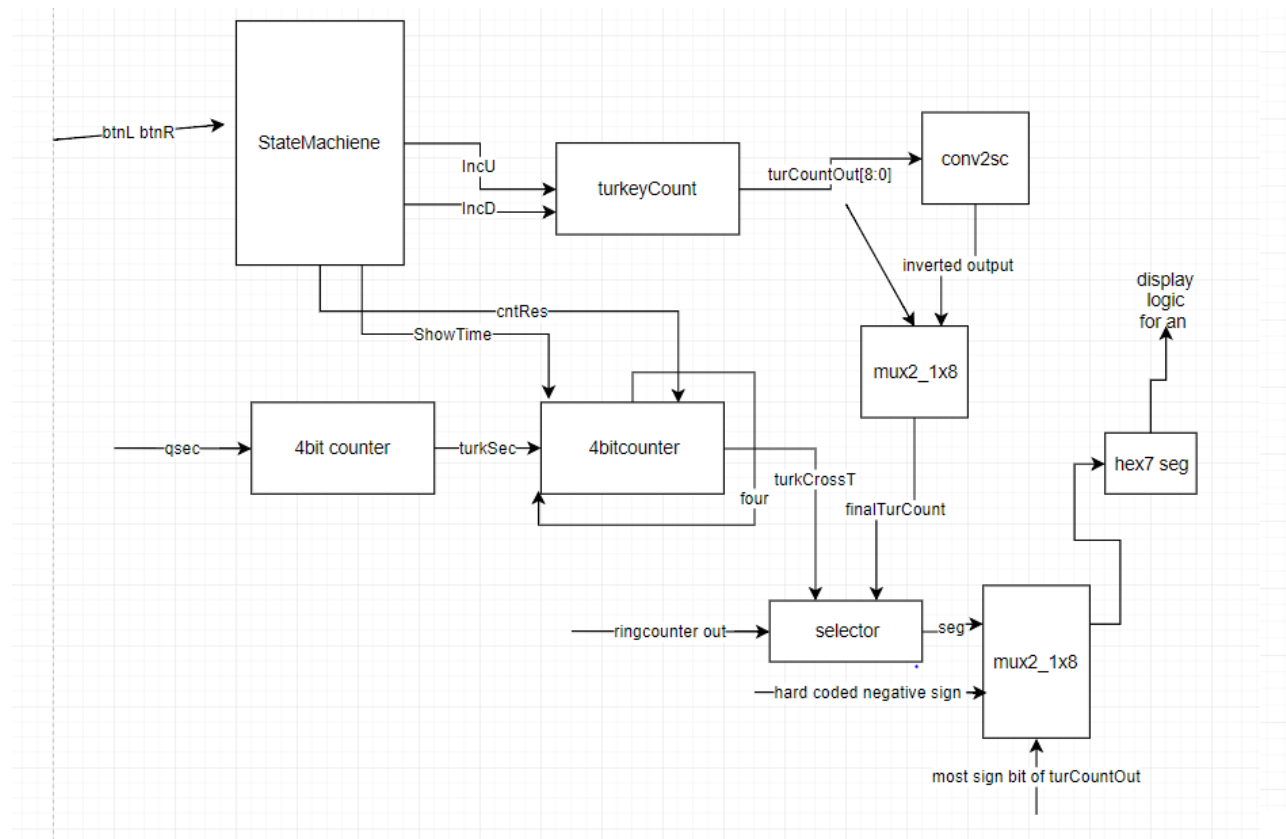 btnL btnR
StateMachiene
IncU
IncD
turkeyCount
turCountOut[8:0]
conv2sc
inverted output
display
logic
for an
cntRes
ShowTime
mux2_1x8
qsec
4bit counter
turkSec
4bitcounter
turkCrossT
four
finalTurCount
hex7 seg
ringcounter out
selector
seg
mux2_1x8
hard coded negative sign
most sign bit of turCountOut